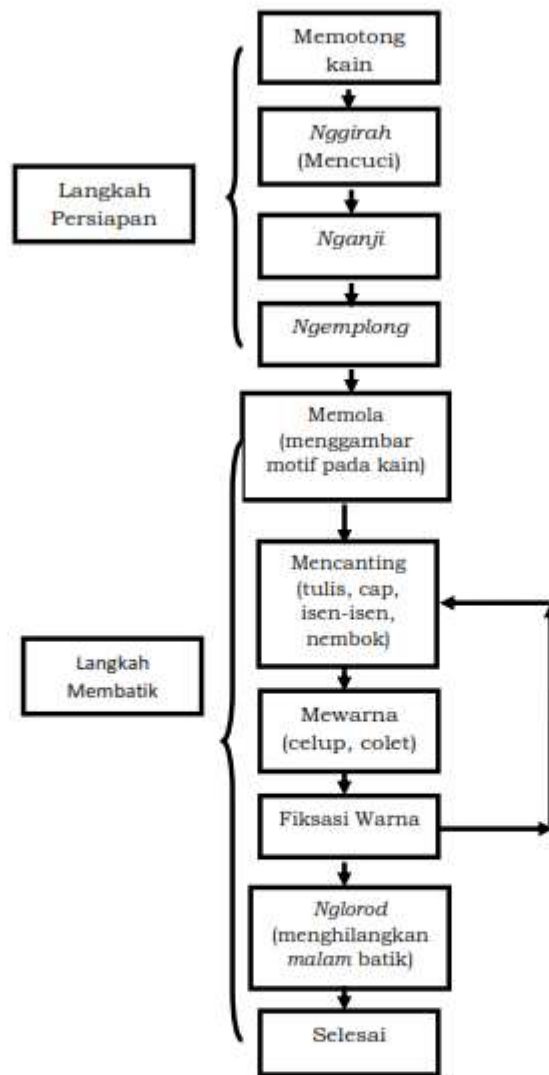 Memotong
kain
Nggirah
(Mencuci)
Langkah
Persiapan
Nganji
Ngemplong
Memola
(menggambar
motif pada kain)
Mencanting
(tulis, cap,
isen-isen,
nembok)
Langkah
Membatik
Mewarna
(celup, colet)
Fiksasi Warna
Nglorod
(menghilangkan
malam batik)
Selesai